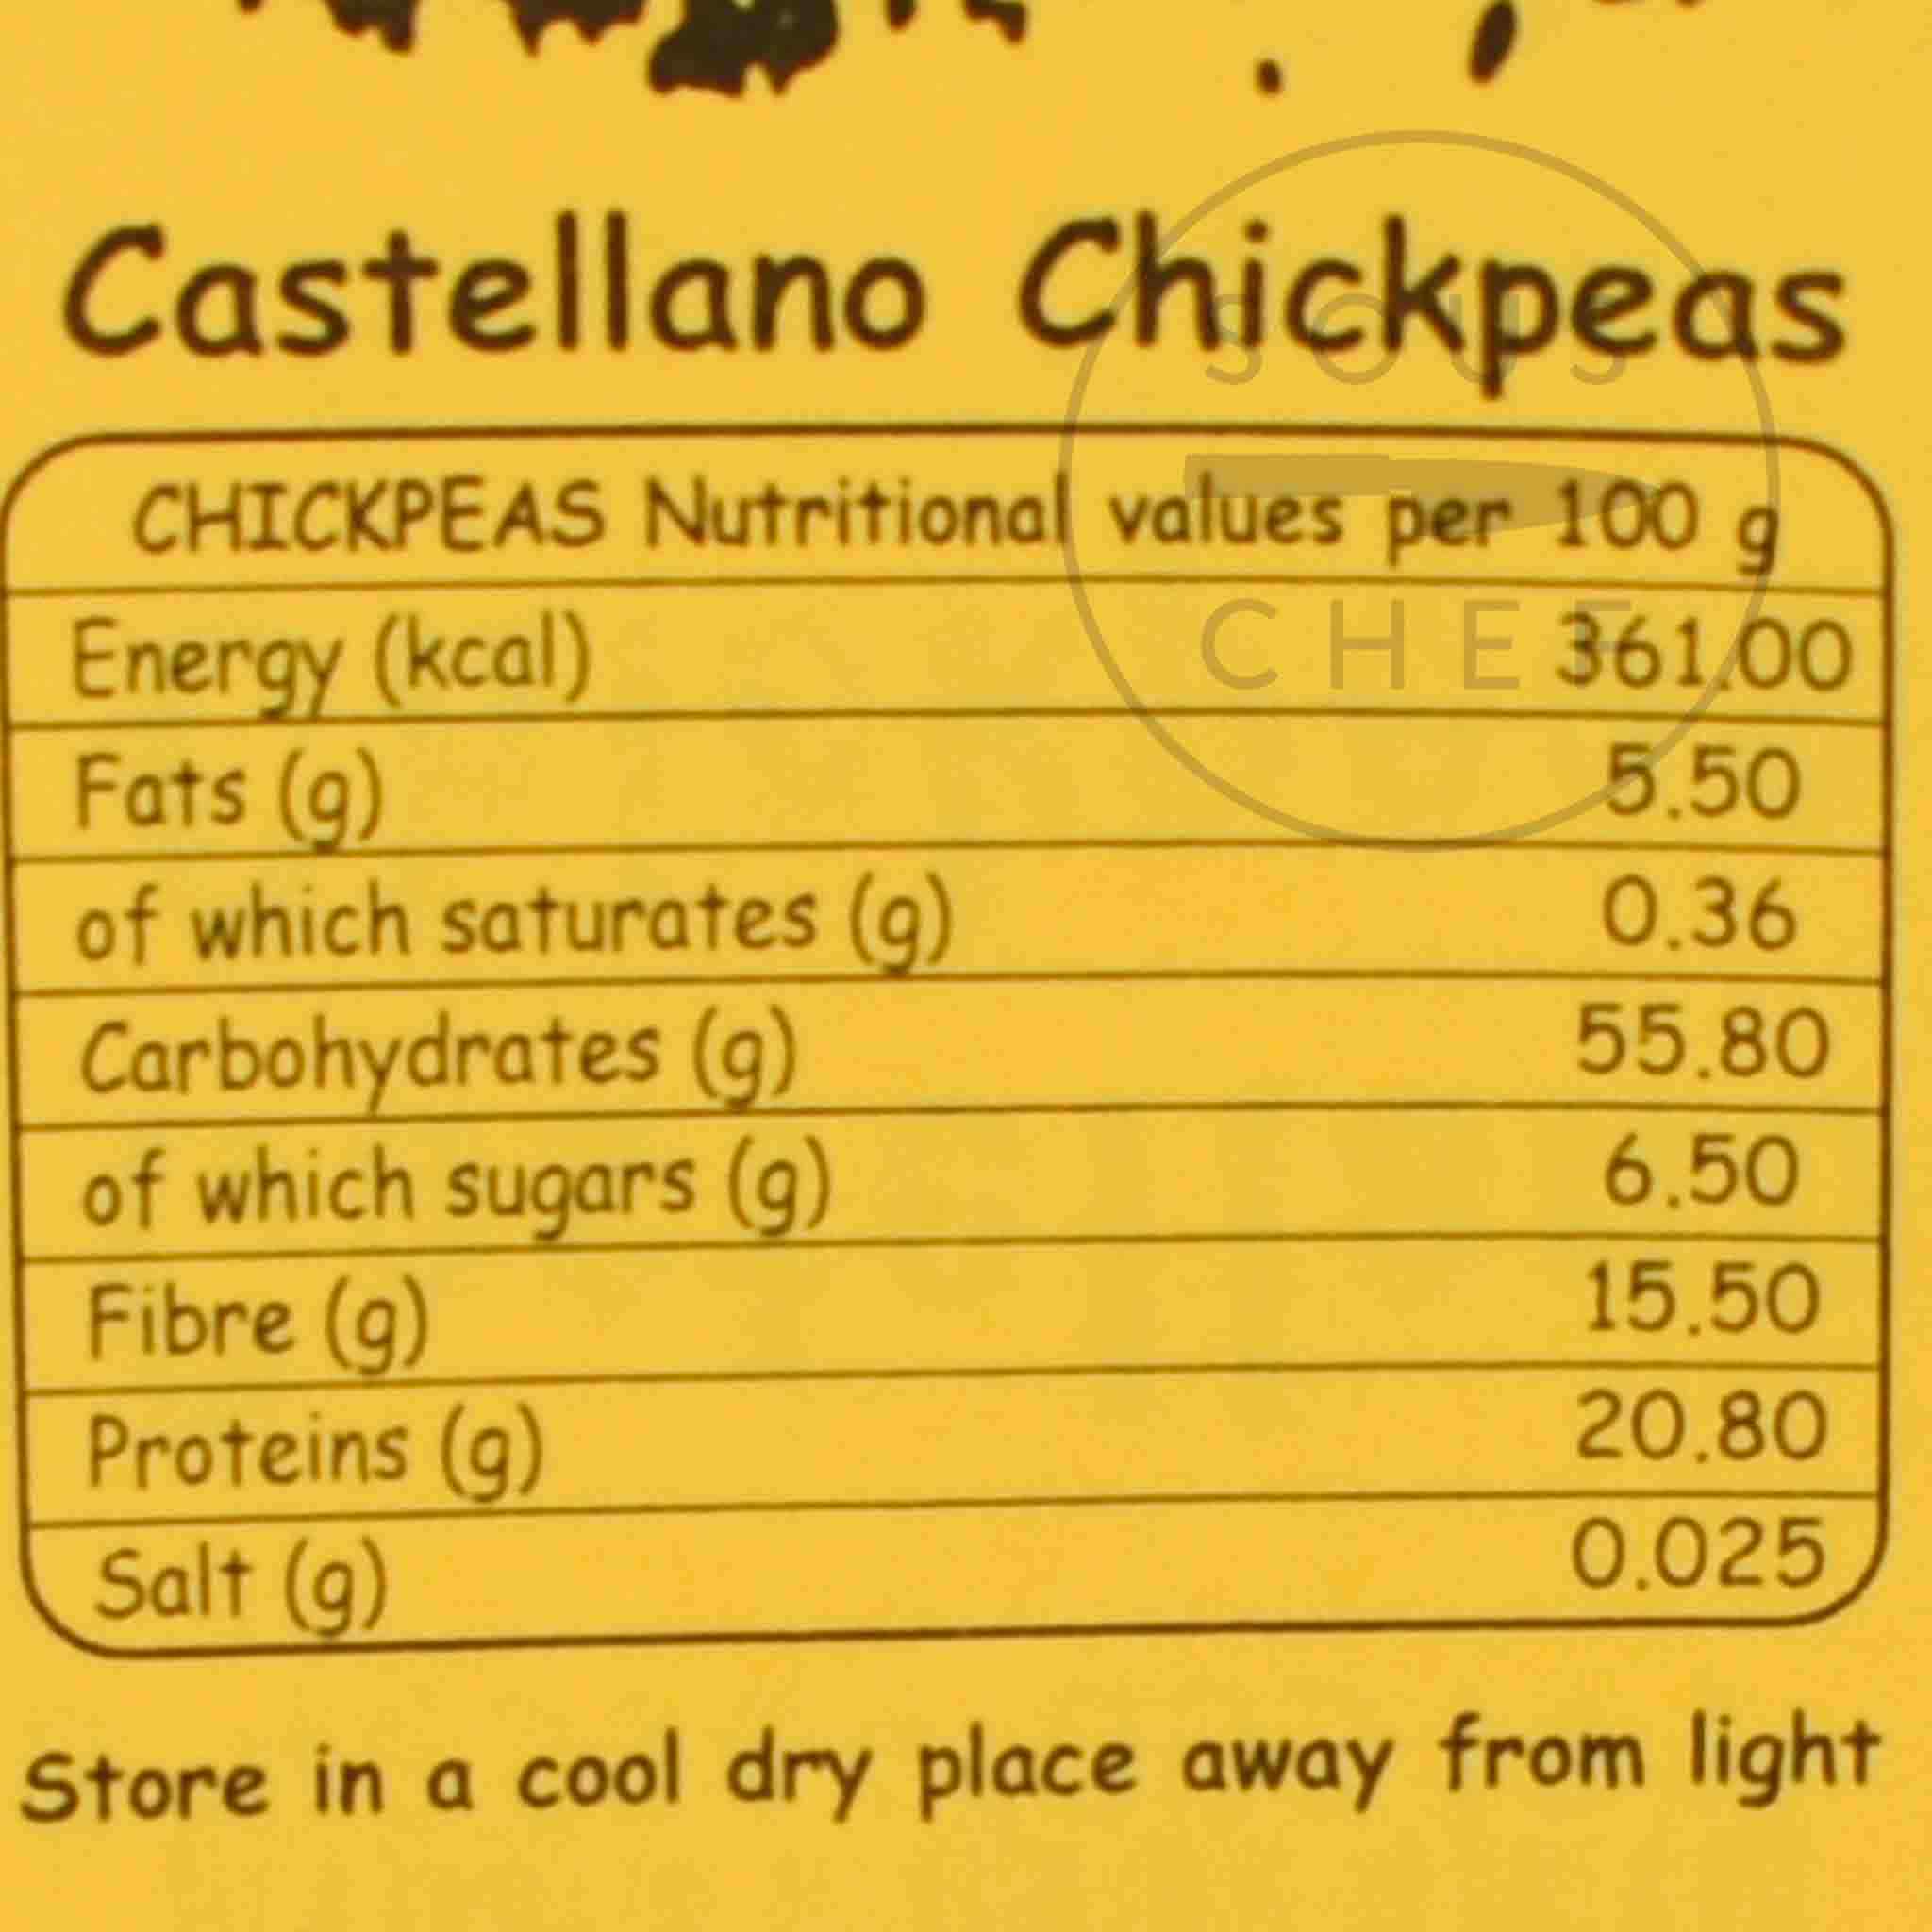 Castellano Chickpeas
SOUS
CHEF
CHICKPEAS Nutritional values per 100 g
Energy (kcal) 361.00
Fats (g) 5.50
of which saturates (g) 0.36
Carbohydrates (g) 55.80
of which sugars (g) 6.50
Fibre (g) 15.50
Proteins (g) 20.80
Salt (g) 0.025
Store in a cool dry place away from light